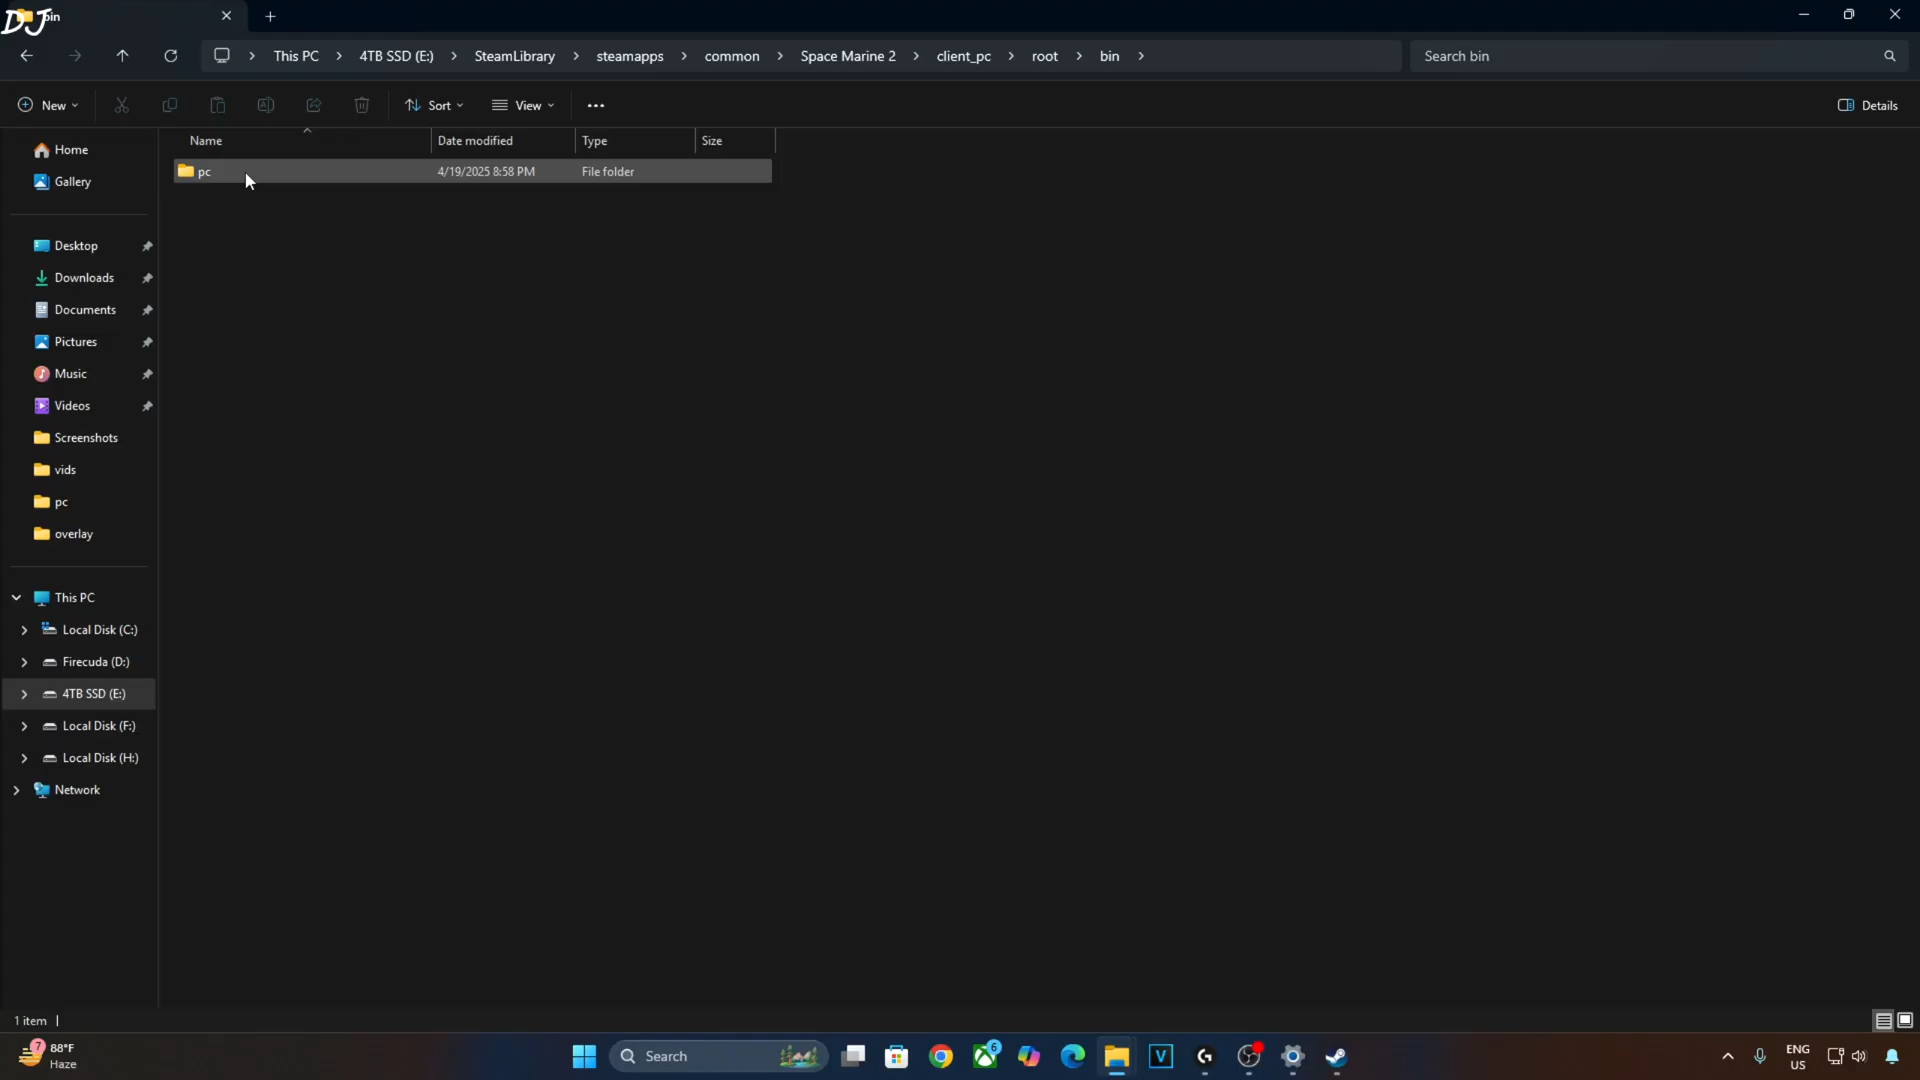 DJ
bin
This PC
4TB SSD (E:)
SteamLibrary
steamapps
common
Space Marine 2
client_pc
root
bin
Search bin
New
Sort
View
Details
Name
Date modified
Type
Size
pc
4/19/2025 8:58 PM
File folder
Home
Gallery
Desktop
Downloads
Documents
Pictures
Music
Videos
Screenshots
vids
pc
overlay
This PC
Local Disk (C:)
Firecuda (D:)
4TB SSD (E:)
Local Disk (F:)
Local Disk (H:)
Network
1 item
7
88°F
Haze
Search
6
V
G
ENG
US